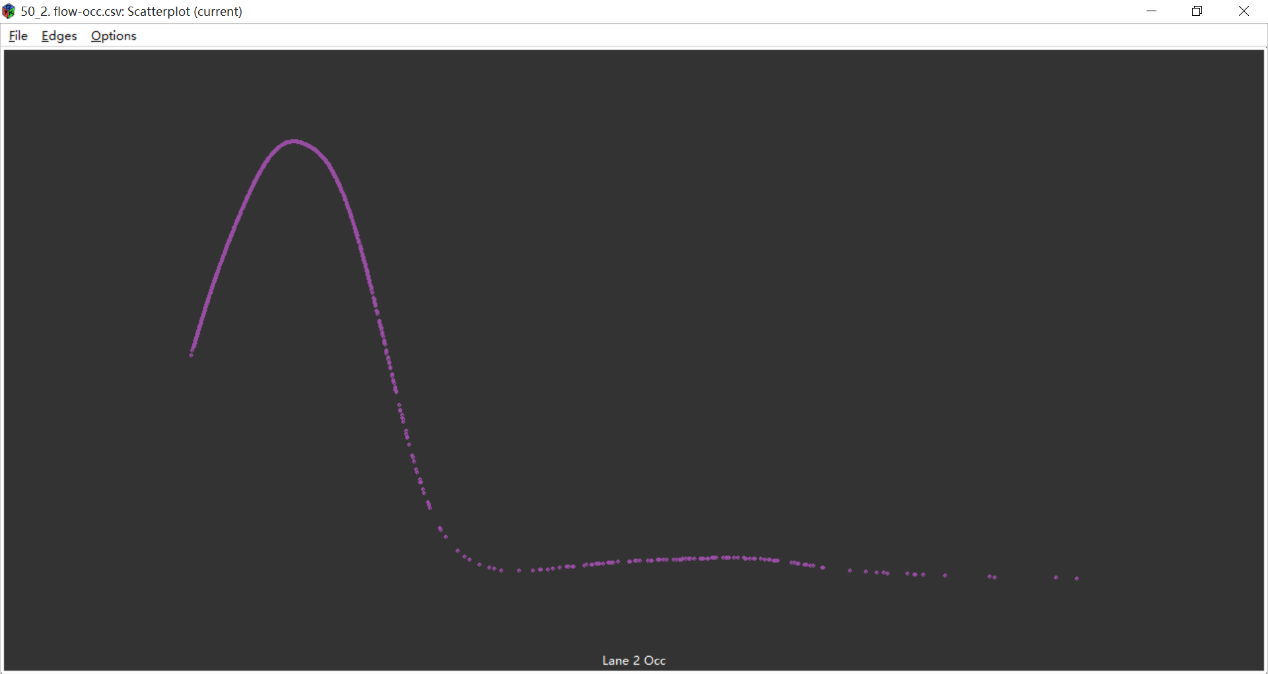 50_2. flow-occ.csv: Scatterplot (current)
File Edges Options
Lane 2 Occ